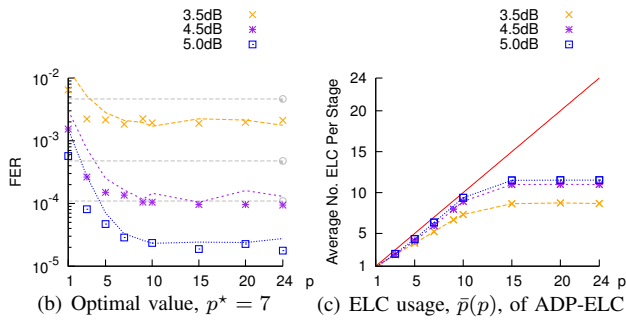 3.5dB
4.5dB
5.0dB
10^-2
10^-3
10^-4
10^-5
FER
1 5 10 15 20 24 p
(b) Optimal value, p⋆ = 7
3.5dB
4.5dB
5.0dB
24
20
15
10
5
1
Average No. ELC Per Stage
1 5 10 15 20 24 p
(c) ELC usage, p̄(p), of ADP-ELC